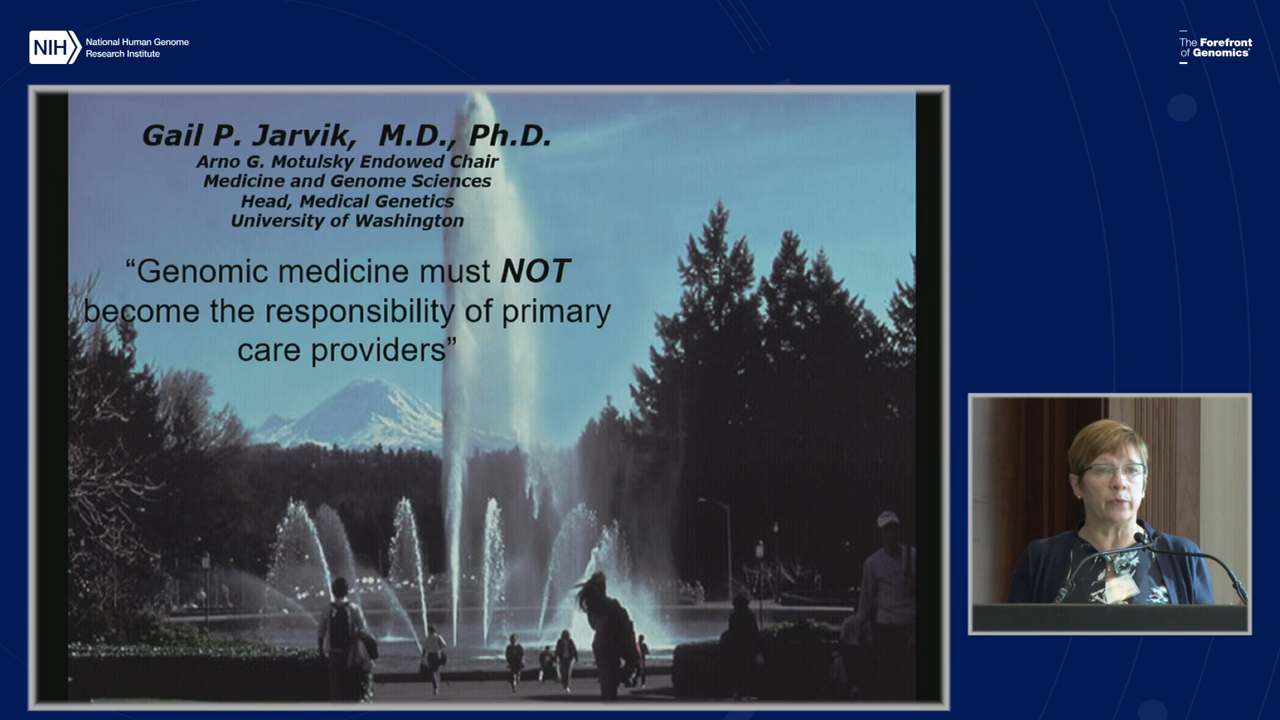 NIH
National Human Genome
Research Institute
The Forefront
of Genomics®
Gail P. Jarvik, M.D., Ph.D.
Arno G. Motulsky Endowed Chair
Medicine and Genome Sciences
Head, Medical Genetics
University of Washington
“Genomic medicine must NOT
become the responsibility of primary
care providers”